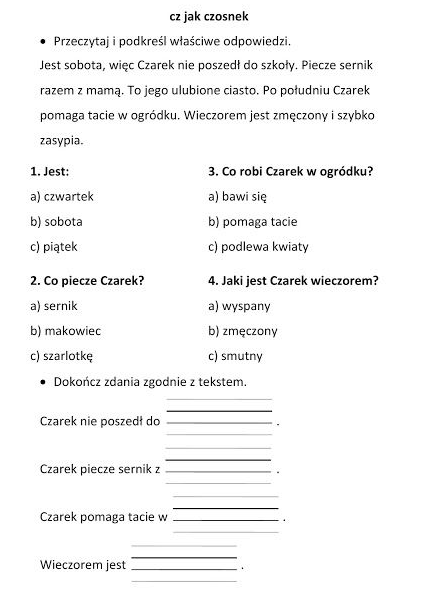 cz jak czosnek
• Przeczytaj i podkreśl właściwe odpowiedzi.
Jest sobota, więc Czarek nie poszedł do szkoły. Piecze sernik
razem z mamą. To jego ulubione ciasto. Po południu Czarek
pomaga tacie w ogródku. Wieczorem jest zmęczony i szybko
zasypia.
1. Jest:
a) czwartek
b) sobota
c) piątek
2. Co piecze Czarek?
a) sernik
b) makowiec
c) szarlotkę
3. Co robi Czarek w ogródku?
a) bawi się
b) pomaga tacie
c) podlewa kwiaty
4. Jaki jest Czarek wieczorem?
a) wyspany
b) zmęczony
c) smutny
• Dokończ zdania zgodnie z tekstem.
Czarek nie poszedł do .
Czarek piecze sernik z .
Czarek pomaga tacie w .
Wieczorem jest .